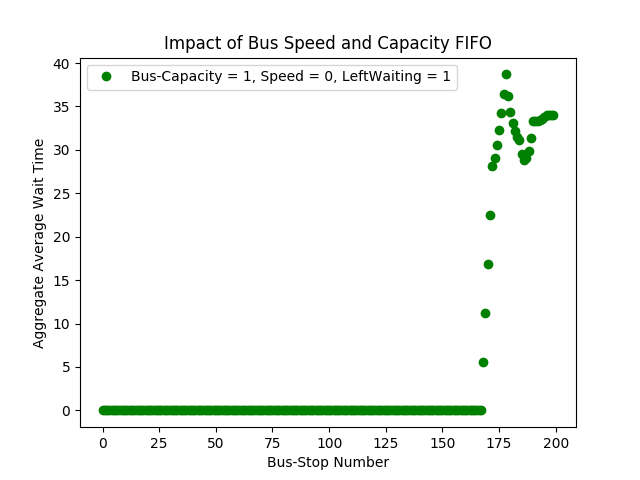 Impact of Bus Speed and Capacity FIFO
Bus-Capacity = 1, Speed = 0, LeftWaiting = 1
Aggregate Average Wait Time
40
35
30
25
20
15
10
5
0
0 25 50 75 100 125 150 175 200
Bus-Stop Number